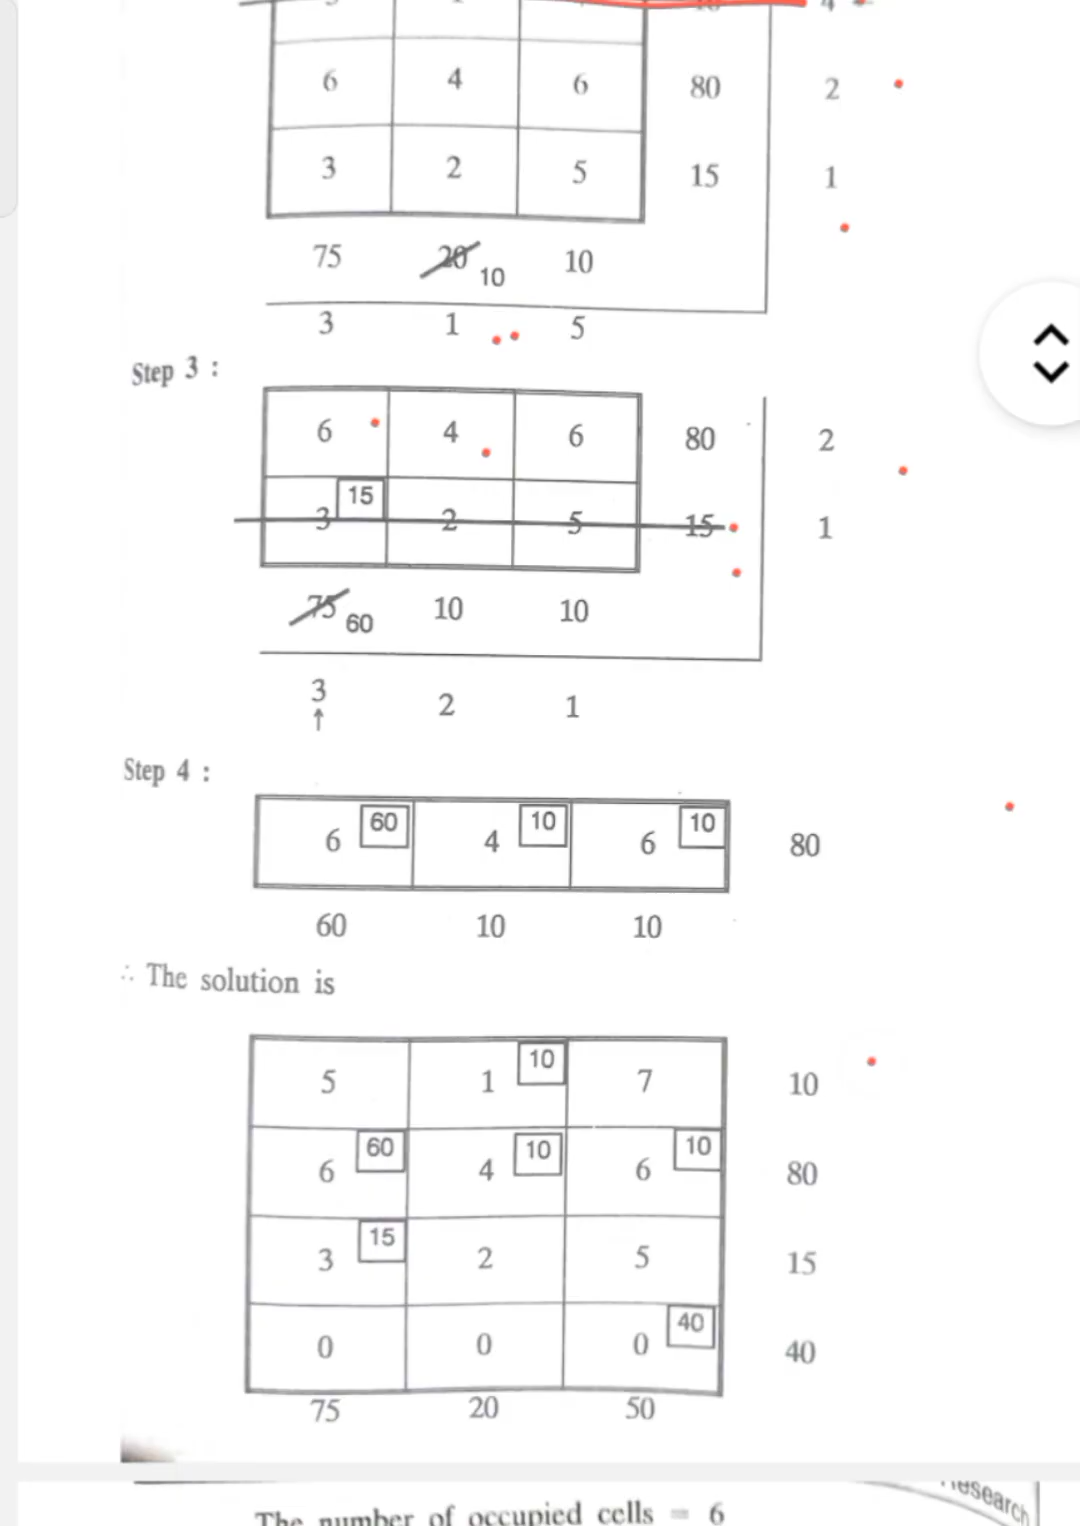 6 4 6 80 2
3 2 5 15 1
75 20 10 10
3 1 5
Step 3 :
6 4 6 80 2
3 15 2 5 15 1
75 60 10 10
3 2 1
↑
Step 4 :
6 60 4 10 6 10 80
60 10 10
∴ The solution is
5 1 10 7 10
6 60 4 10 6 10 80
3 15 2 5 15
0 0 0 40 40
75 20 50
Research
The number of occupied cells = 6